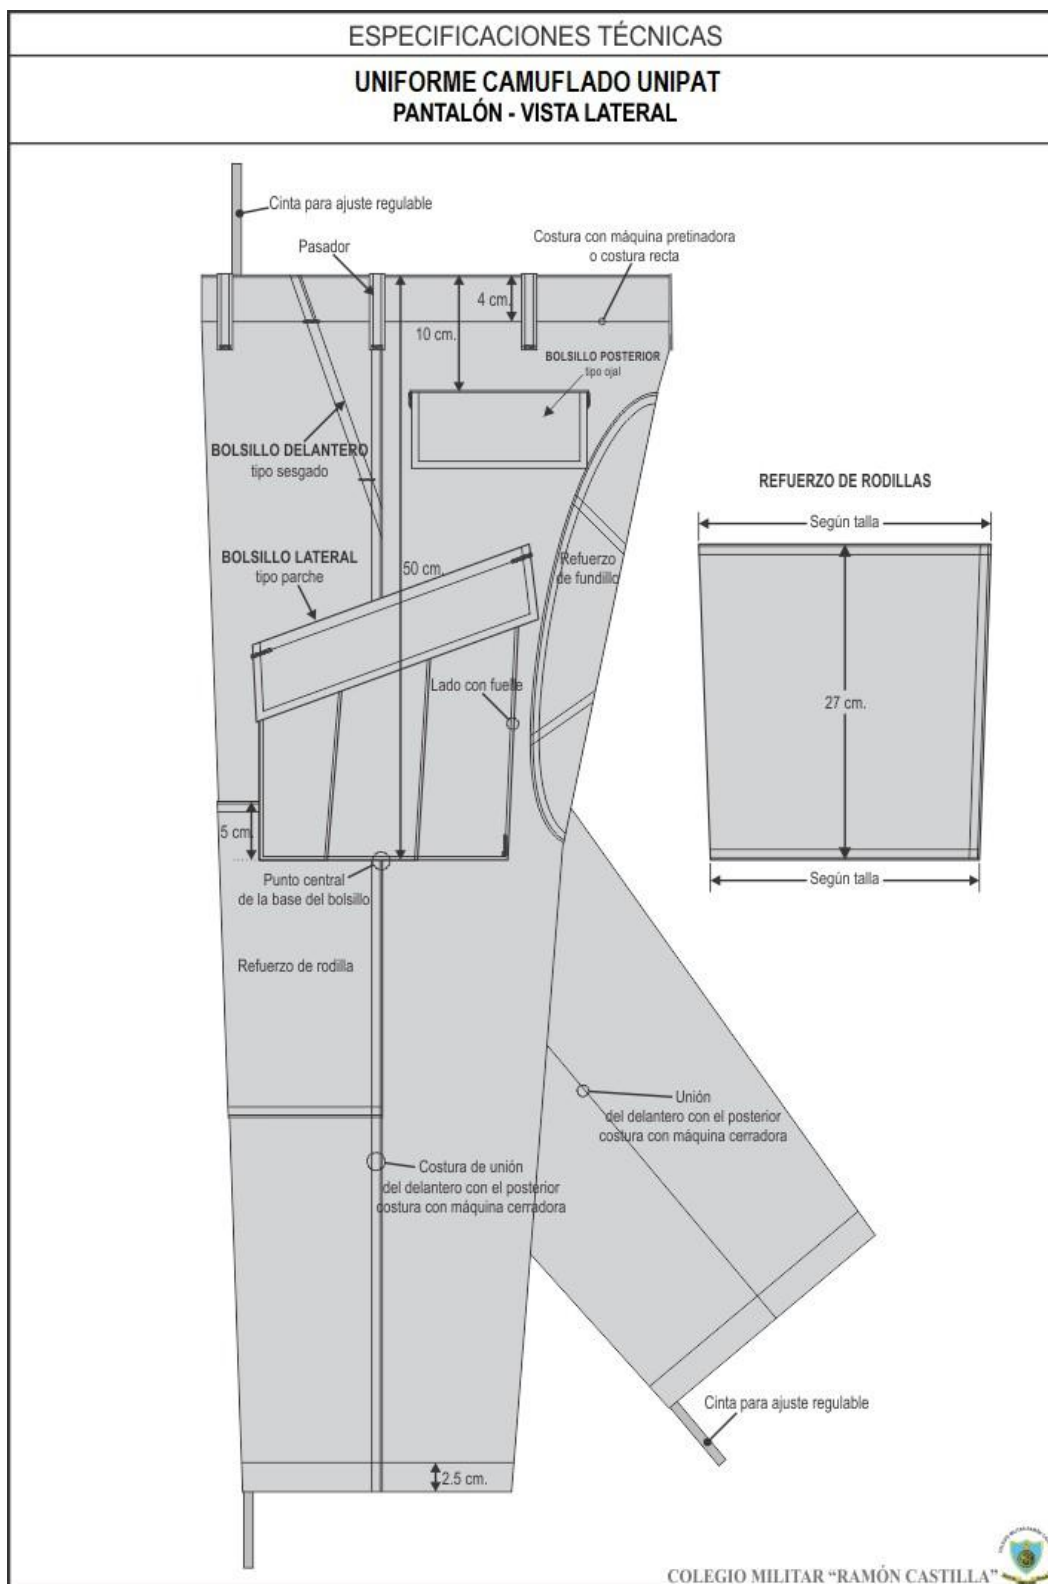 ESPECIFICACIONES TÉCNICAS
UNIFORME CAMUFLADO UNIPAT
PANTALÓN - VISTA LATERAL
Cinta para ajuste regulable
Pasador
Costura con máquina pretinadora
o costura recta
4 cm.
10 cm.
BOLSILLO POSTERIOR
tipo ojal
BOLSILLO DELANTERO
tipo sesgado
BOLSILLO LATERAL
tipo parche
50 cm.
Refuerzo
de fundillo
Lado con fuelle
5 cm.
Punto central
de la base del bolsillo
Refuerzo de rodilla
REFUERZO DE RODILLAS
Según talla
27 cm.
Según talla
Unión
del delantero con el posterior
costura con máquina cerradora
Costura de unión
del delantero con el posterior
costura con máquina cerradora
Cinta para ajuste regulable
2.5 cm.
COLEGIO MILITAR “RAMÓN CASTILLA”